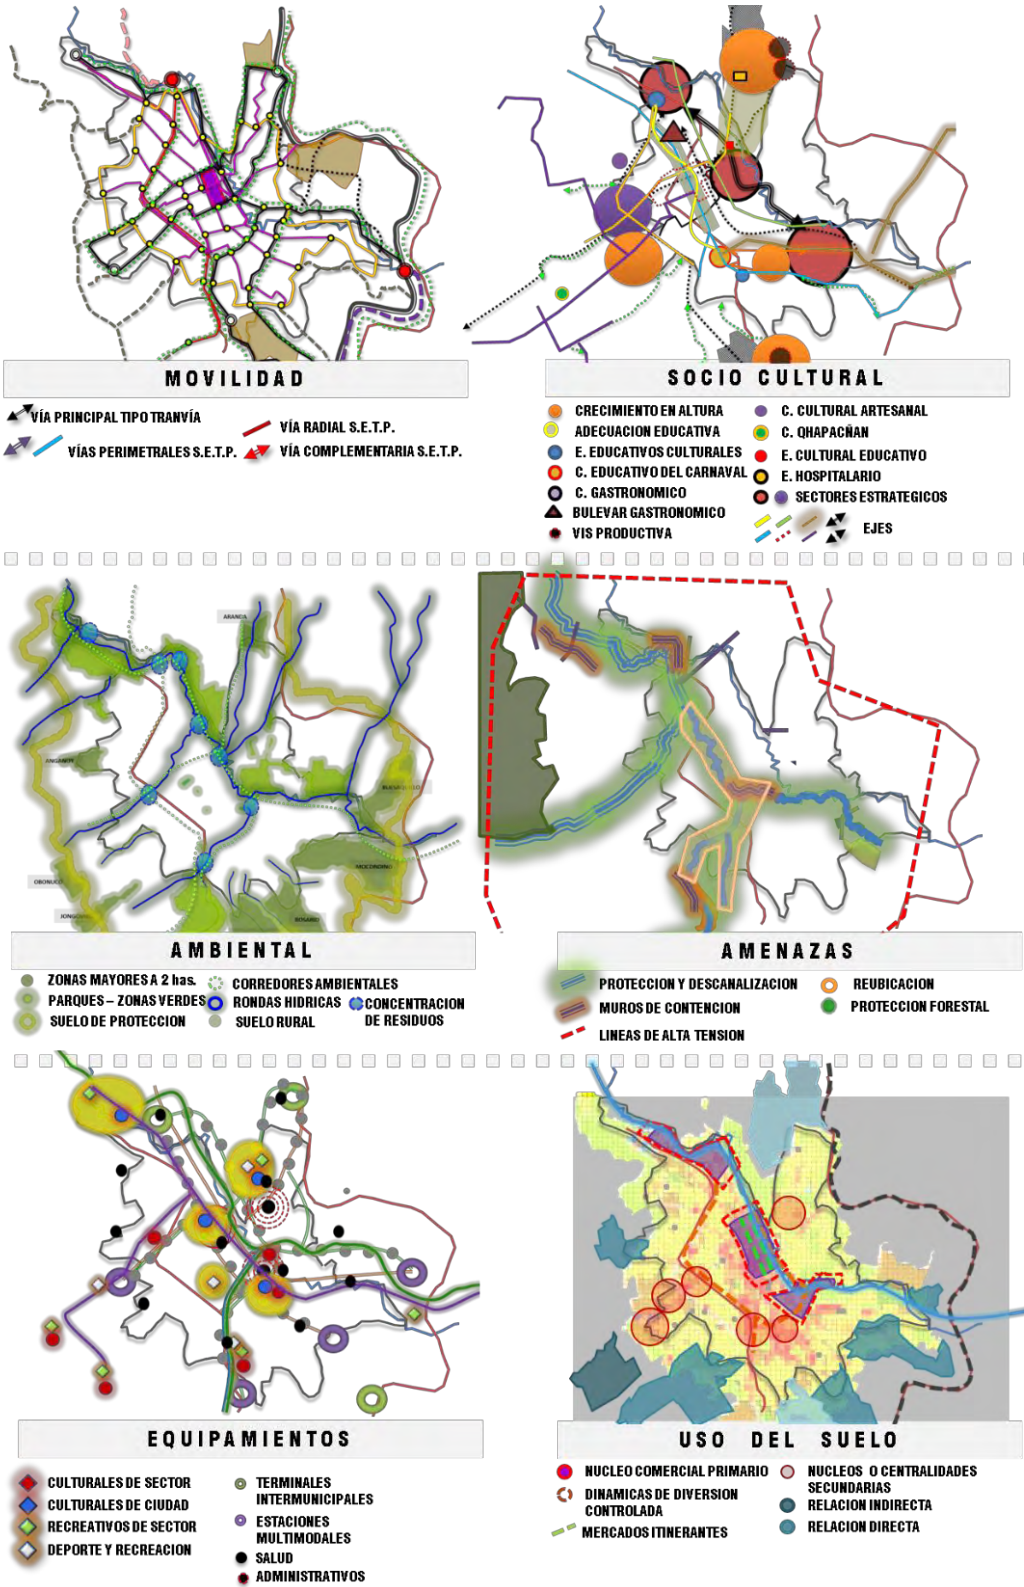 MOVILIDAD
VÍA PRINCIPAL TIPO TRANVÍA
VÍAS PERIMETRALES S.E.T.P.
VÍA RADIAL S.E.T.P.
VÍA COMPLEMENTARIA S.E.T.P.
SOCIO CULTURAL
CRECIMIENTO EN ALTURA
ADECUACION EDUCATIVA
E. EDUCATIVOS CULTURALES
C. EDUCATIVO DEL CARNAVAL
C. GASTRONOMICO
BULEVAR GASTRONOMICO
VIS PRODUCTIVA
C. CULTURAL ARTESANAL
C. QHAPACÑAN
E. CULTURAL EDUCATIVO
E. HOSPITALARIO
SECTORES ESTRATEGICOS
EJES
ARANDA
OBONUCO
MOCONDINO
AMBIENTAL
ZONAS MAYORES A 2 has.
PARQUES – ZONAS VERDES
SUELO DE PROTECCION
CORREDORES AMBIENTALES
RONDAS HIDRICAS
SUELO RURAL
CONCENTRACION
DE RESIDUOS
AMENAZAS
PROTECCION Y DESCANALIZACION
MUROS DE CONTENCION
LINEAS DE ALTA TENSION
REUBICACION
PROTECCION FORESTAL
EQUIPAMIENTOS
CULTURALES DE SECTOR
CULTURALES DE CIUDAD
RECREATIVOS DE SECTOR
DEPORTE Y RECREACION
TERMINALES
INTERMUNICIPALES
ESTACIONES
MULTIMODALES
SALUD
ADMINISTRATIVOS
USO DEL SUELO
NUCLEO COMERCIAL PRIMARIO
DINAMICAS DE DIVERSION
CONTROLADA
MERCADOS ITINERANTES
NUCLEOS O CENTRALIDADES
SECUNDARIAS
RELACION INDIRECTA
RELACION DIRECTA